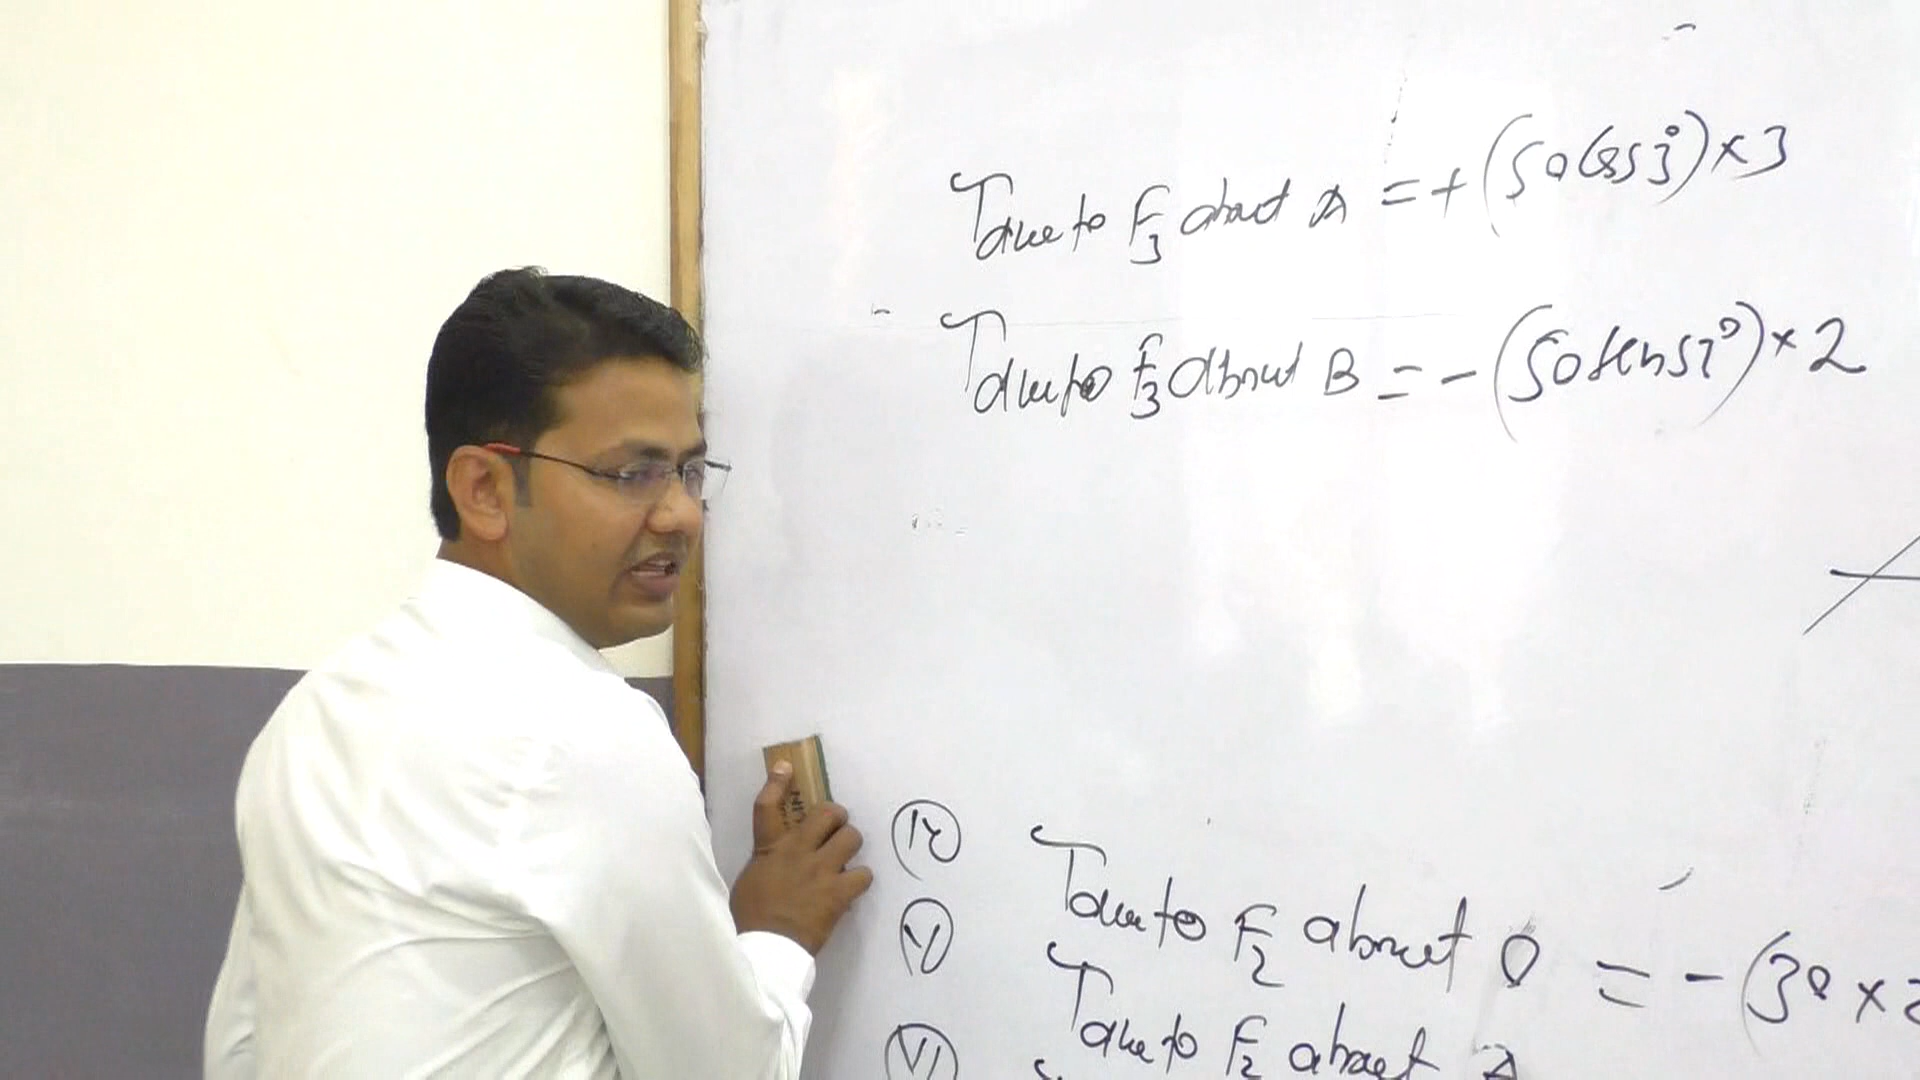 τ due to F3 about A = + (50 Cos 53°) × 3
τ due to F3 about B = - (50 Sin 53°) × 2
IV τ due to F2 about O = - (30 × 2
V τ due to F2 about A
VI